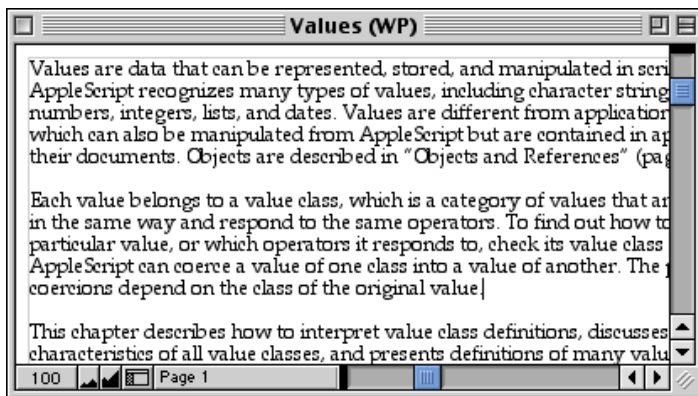 Values (WP)
Values are data that can be represented, stored, and manipulated in scri
AppleScript recognizes many types of values, including character string
numbers, integers, lists, and dates. Values are different from application
which can also be manipulated from AppleScript but are contained in ap
their documents. Objects are described in “Objects and References” (pag
Each value belongs to a value class, which is a category of values that ar
in the same way and respond to the same operators. To find out how to
particular value, or which operators it responds to, check its value class
AppleScript can coerce a value of one class into a value of another. The p
coercions depend on the class of the original value.
This chapter describes how to interpret value class definitions, discusses
characteristics of all value classes, and presents definitions of many valu
100 Page 1